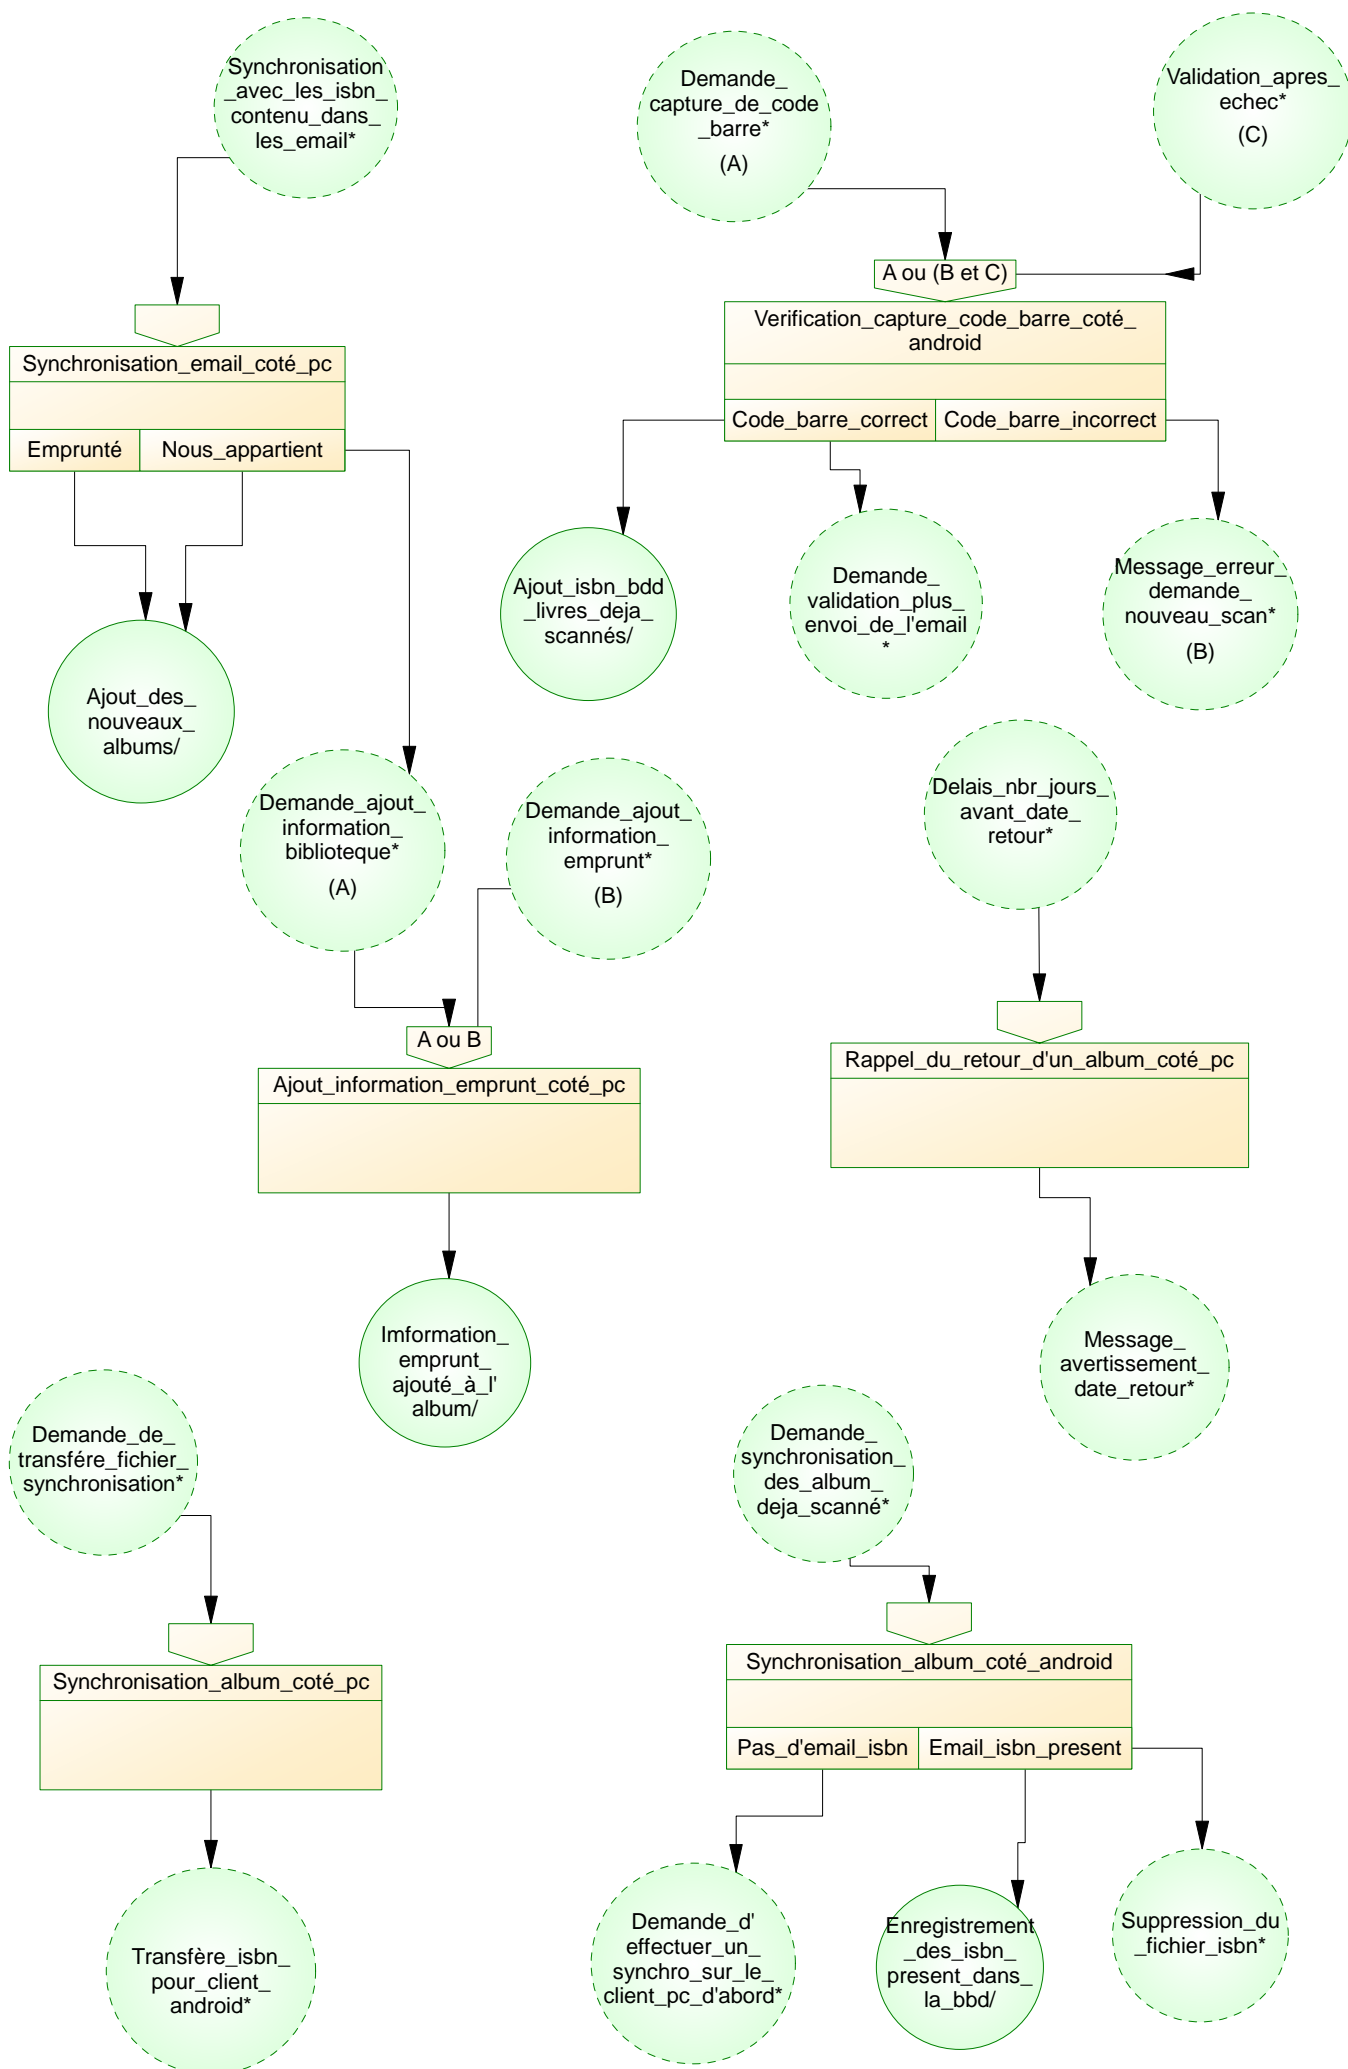 Synchronisation
_avec_les_isbn_
contenu_dans_
les_email*
Demande_
capture_de_code
_barre*
(A)
Validation_apres_
echec*
(C)
A ou (B et C)
Synchronisation_email_coté_pc
Emprunté
Nous_appartient
Verification_capture_code_barre_coté_
android
Code_barre_correct
Code_barre_incorrect
Ajout_isbn_bdd
_livres_deja_
scannés/
Demande_
validation_plus_
envoi_de_l'email
*
Message_erreur_
demande_
nouveau_scan*
(B)
Ajout_des_
nouveaux_
albums/
Demande_ajout_
information_
biblioteque*
(A)
Demande_ajout_
information_
emprunt*
(B)
Delais_nbr_jours_
avant_date_
retour*
A ou B
Ajout_information_emprunt_coté_pc
Rappel_du_retour_d'un_album_coté_pc
Imformation_
emprunt_
ajouté_à_l'
album/
Message_
avertissement_
date_retour*
Demande_de_
transfére_fichier_
synchronisation*
Demande_
synchronisation_
des_album_
deja_scanné*
Synchronisation_album_coté_pc
Synchronisation_album_coté_android
Pas_d'email_isbn
Email_isbn_present
Transfère_isbn_
pour_client_
android*
Demande_d'
effectuer_un_
synchro_sur_le_
client_pc_d'abord*
Enregistrement
_des_isbn_
present_dans_
la_bbd/
Suppression_du
_fichier_isbn*